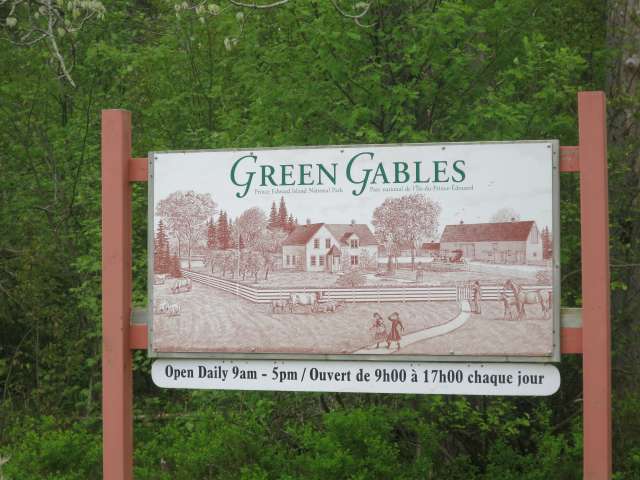 GREEN GABLES
Prince Edward Island National Park Parc national de l'Île-du-Prince-Édouard
Open Daily 9am - 5pm / Ouvert de 9h00 à 17h00 chaque jour